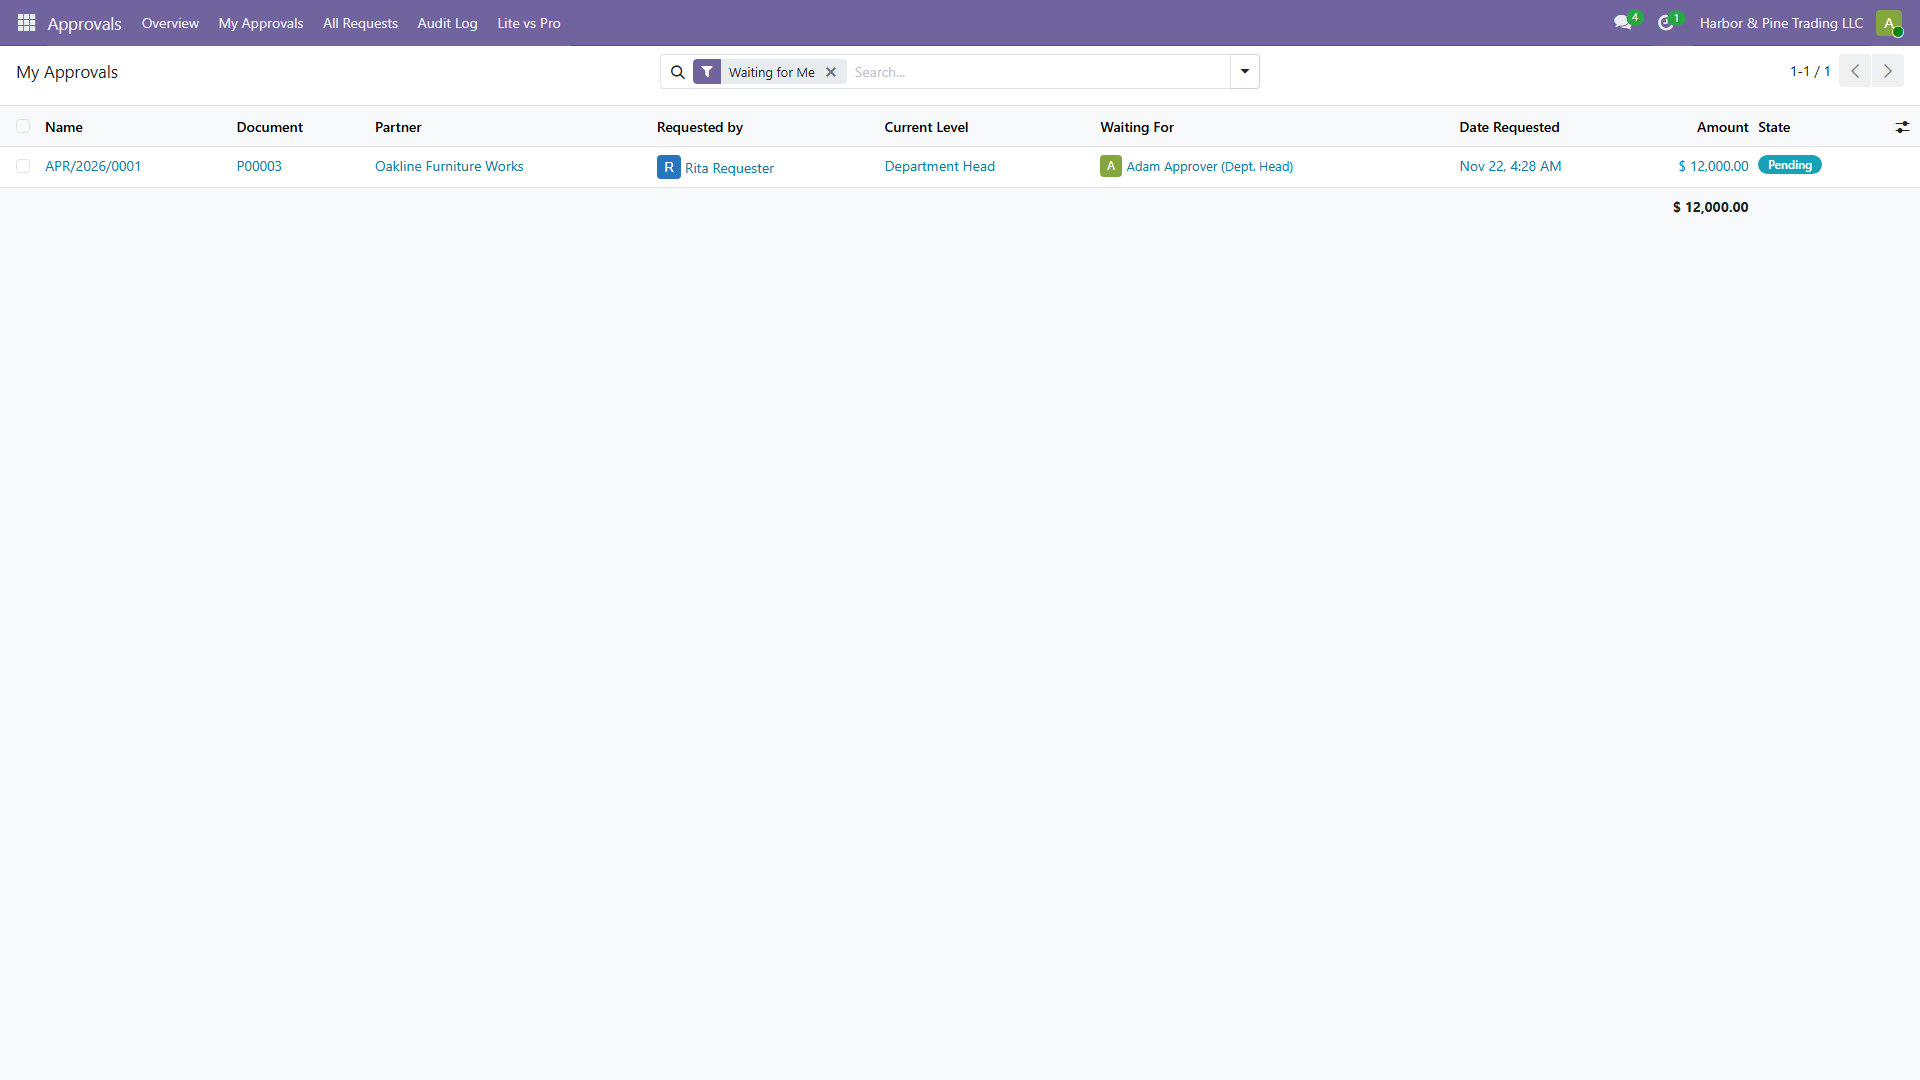 Approvals Overview My Approvals All Requests Audit Log Lite vs Pro 4 1 Harbor & Pine Trading LLC A
My Approvals Waiting for Me Search... 1-1 / 1
Name Document Partner Requested by Current Level Waiting For Date Requested Amount State
APR/2026/0001 P00003 Oakline Furniture Works R Rita Requester Department Head A Adam Approver (Dept. Head) Nov 22, 4:28 AM $ 12,000.00 Pending
$ 12,000.00